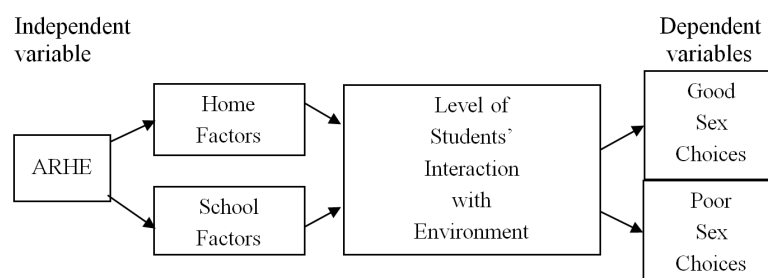 Independent
variable
Dependent
variables
ARHE
Home
Factors
School
Factors
Level of
Students’
Interaction
with
Environment
Good
Sex
Choices
Poor
Sex
Choices